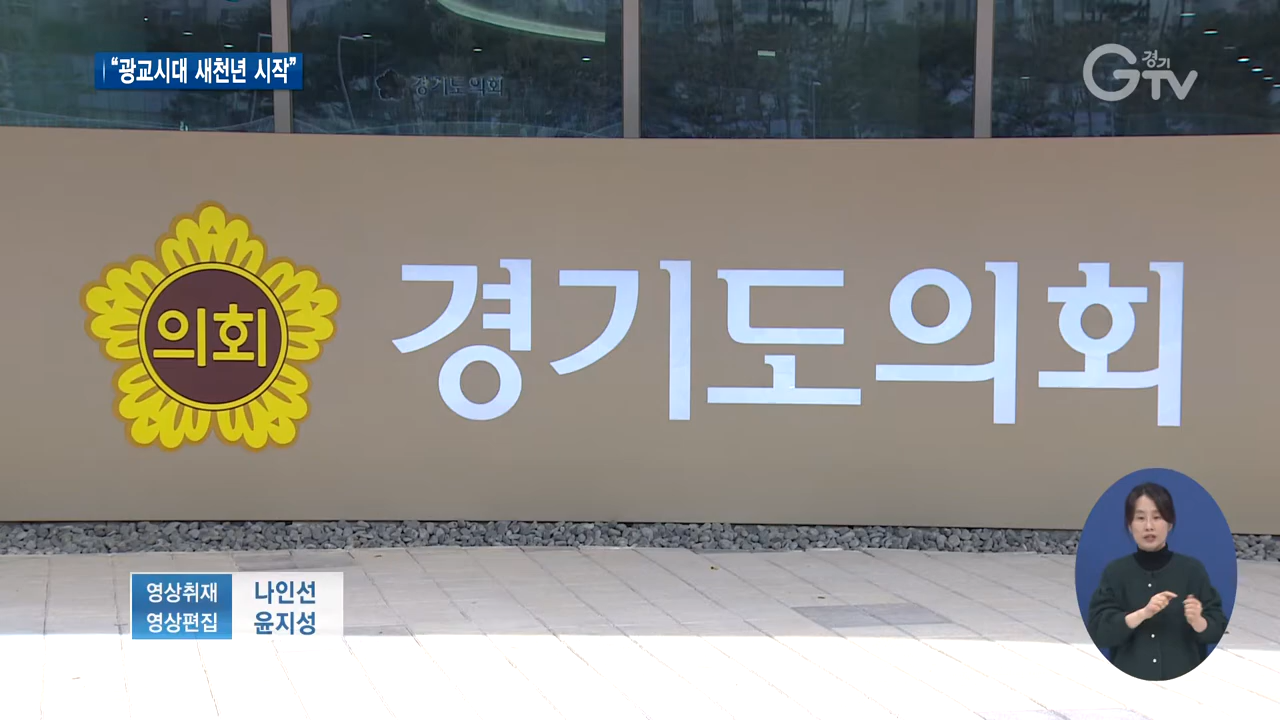 “광교시대 새천년 시작”
경기
GTV
경기도의회
의회
경기도의회
영상취재 나인선
영상편집 윤지성